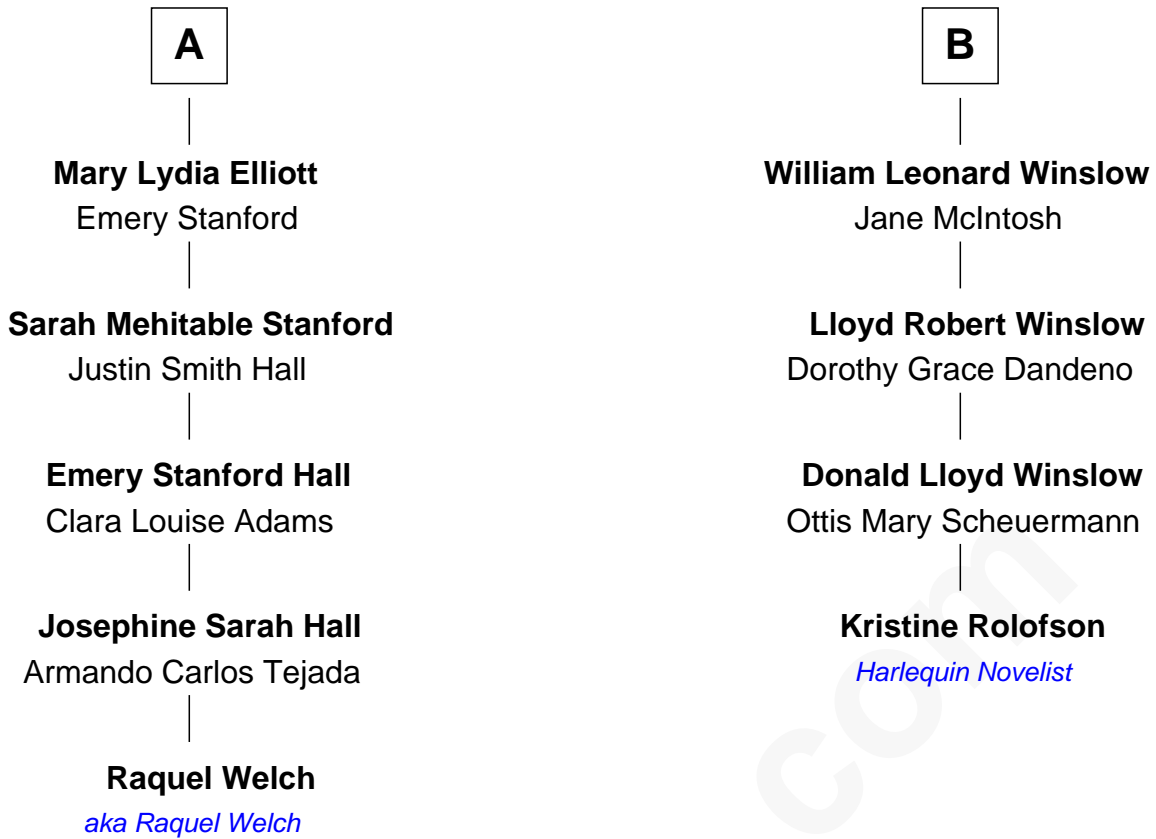 A
Mary Lydia Elliott
Emery Stanford
Sarah Mehitable Stanford
Justin Smith Hall
Emery Stanford Hall
Clara Louise Adams
Josephine Sarah Hall
Armando Carlos Tejada
Raquel Welch
aka Raquel Welch
B
William Leonard Winslow
Jane McIntosh
Lloyd Robert Winslow
Dorothy Grace Dandeno
Donald Lloyd Winslow
Ottis Mary Scheuermann
Kristine Rolofson
Harlequin Novelist
com